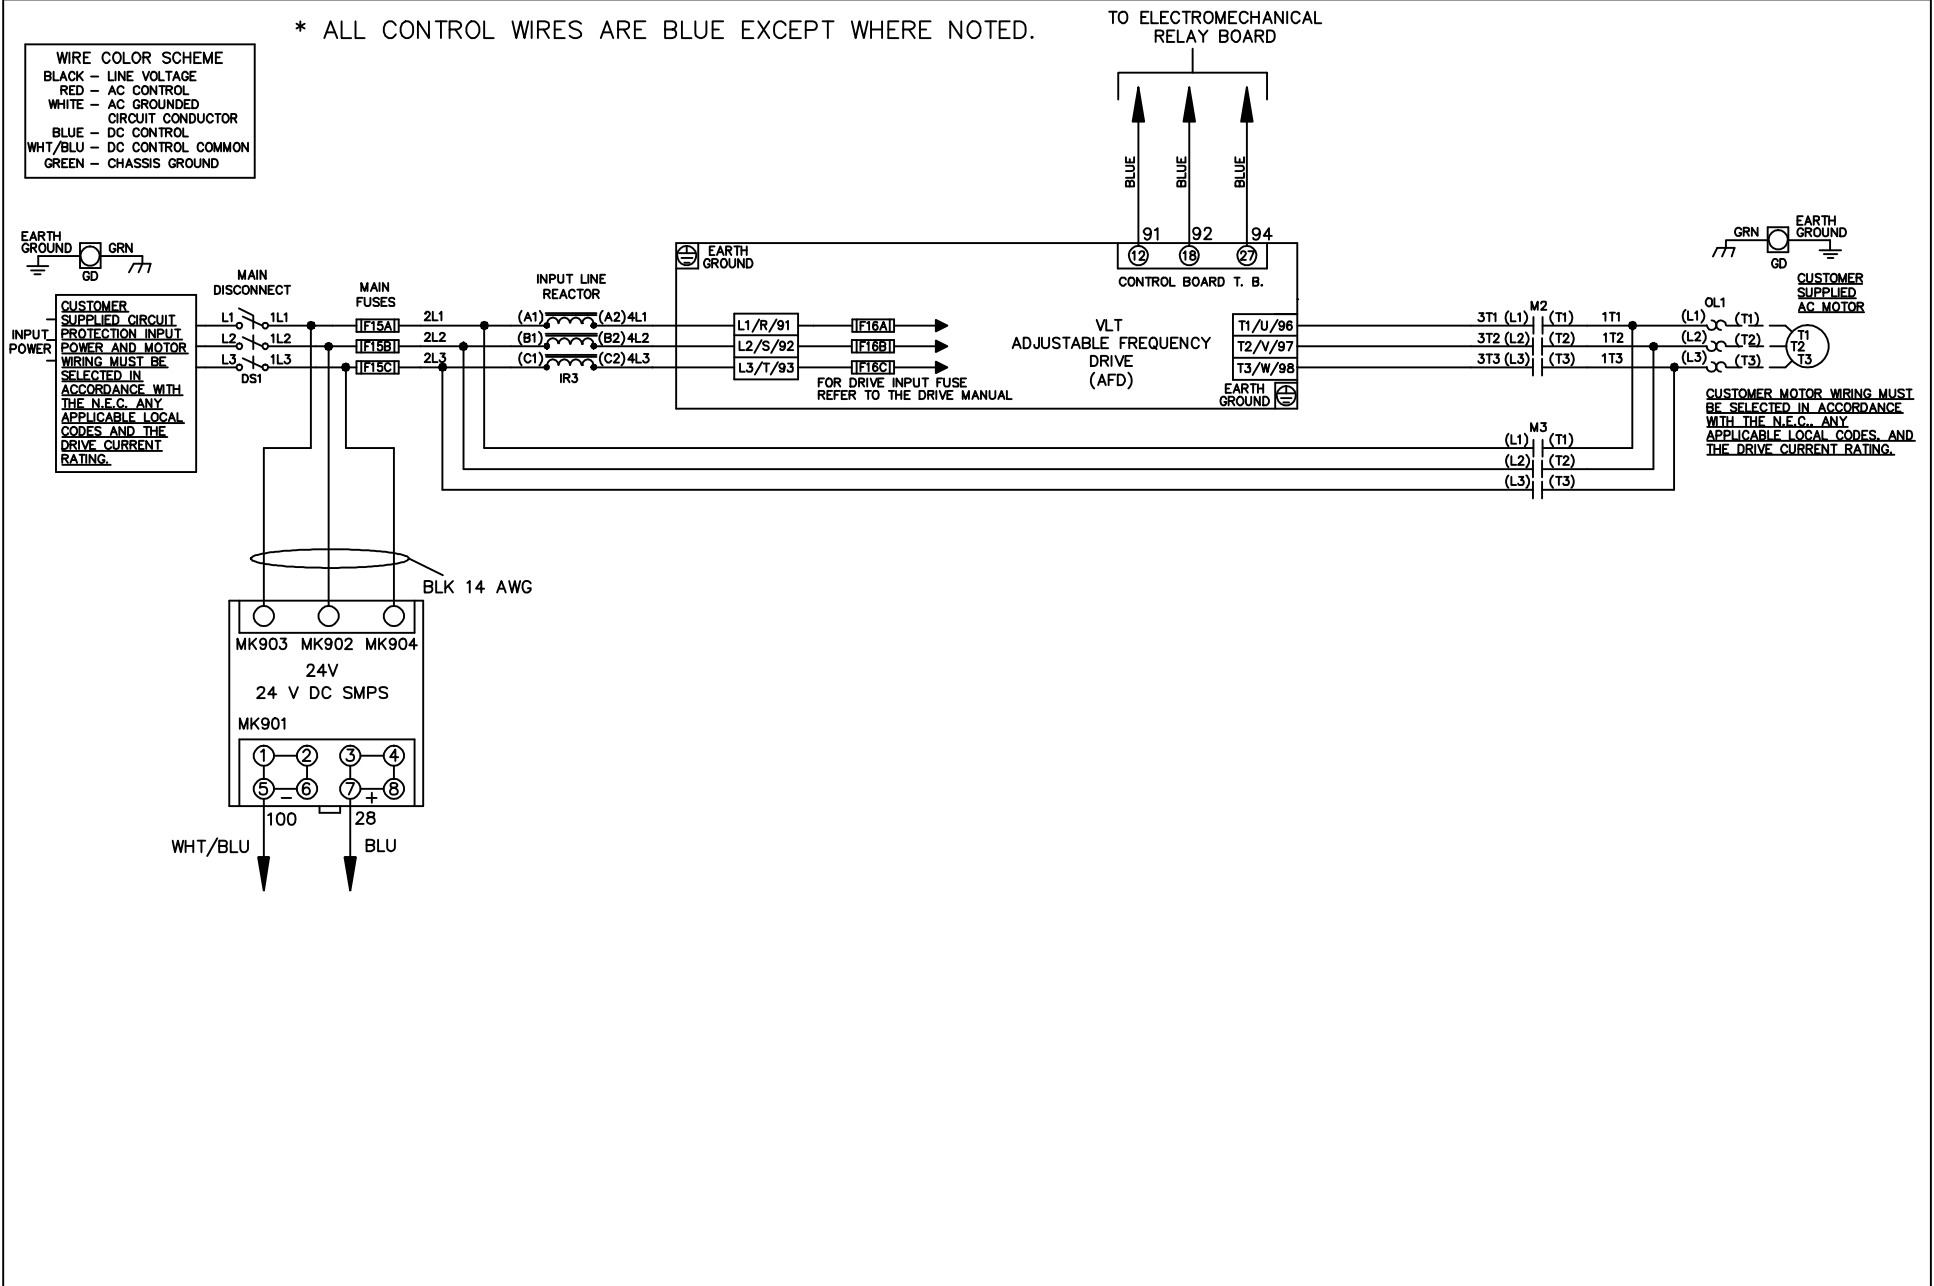 * ALL CONTROL WIRES ARE BLUE EXCEPT WHERE NOTED.
TO ELECTROMECHANICAL
RELAY BOARD
WIRE COLOR SCHEME
BLACK – LINE VOLTAGE
RED – AC CONTROL
WHITE – AC GROUNDED
CIRCUIT CONDUCTOR
BLUE – DC CONTROL
WHT/BLU – DC CONTROL COMMON
GREEN – CHASSIS GROUND
BLUE
BLUE
BLUE
91 92 94
12 18 27
CONTROL BOARD T. B.
EARTH
GROUND
GRN
GD
INPUT
POWER
CUSTOMER
SUPPLIED CIRCUIT
PROTECTION INPUT
POWER AND MOTOR
WIRING MUST BE
SELECTED IN
ACCORDANCE WITH
THE N.E.C. ANY
APPLICABLE LOCAL
CODES AND THE
DRIVE CURRENT
RATING.
MAIN
DISCONNECT
L1 1L1
L2 1L2
L3 1L3
DS1
MAIN
FUSES
F15A
F15B
F15C
2L1
2L2
2L3
INPUT LINE
REACTOR
(A1) (A2) 4L1
(B1) (B2) 4L2
(C1) (C2) 4L3
IR3
EARTH
GROUND
L1/R/91
L2/S/92
L3/T/93
F16A
F16B
F16C
FOR DRIVE INPUT FUSE
REFER TO THE DRIVE MANUAL
VLT
ADJUSTABLE FREQUENCY
DRIVE
(AFD)
T1/U/96
T2/V/97
T3/W/98
EARTH
GROUND
M2
3T1 (L1) (T1) 1T1
3T2 (L2) (T2) 1T2
3T3 (L3) (T3) 1T3
M3
(L1) (T1)
(L2) (T2)
(L3) (T3)
OL1
(L1) (T1)
(L2) (T2)
(L3) (T3)
GRN
EARTH
GROUND
GD
CUSTOMER
SUPPLIED
AC MOTOR
T1
T2
T3
CUSTOMER MOTOR WIRING MUST
BE SELECTED IN ACCORDANCE
WITH THE N.E.C., ANY
APPLICABLE LOCAL CODES, AND
THE DRIVE CURRENT RATING.
BLK 14 AWG
MK903 MK902 MK904
24V
24 V DC SMPS
MK901
1 2 3 4
5 6 7 8
– +
100 28
WHT/BLU BLU